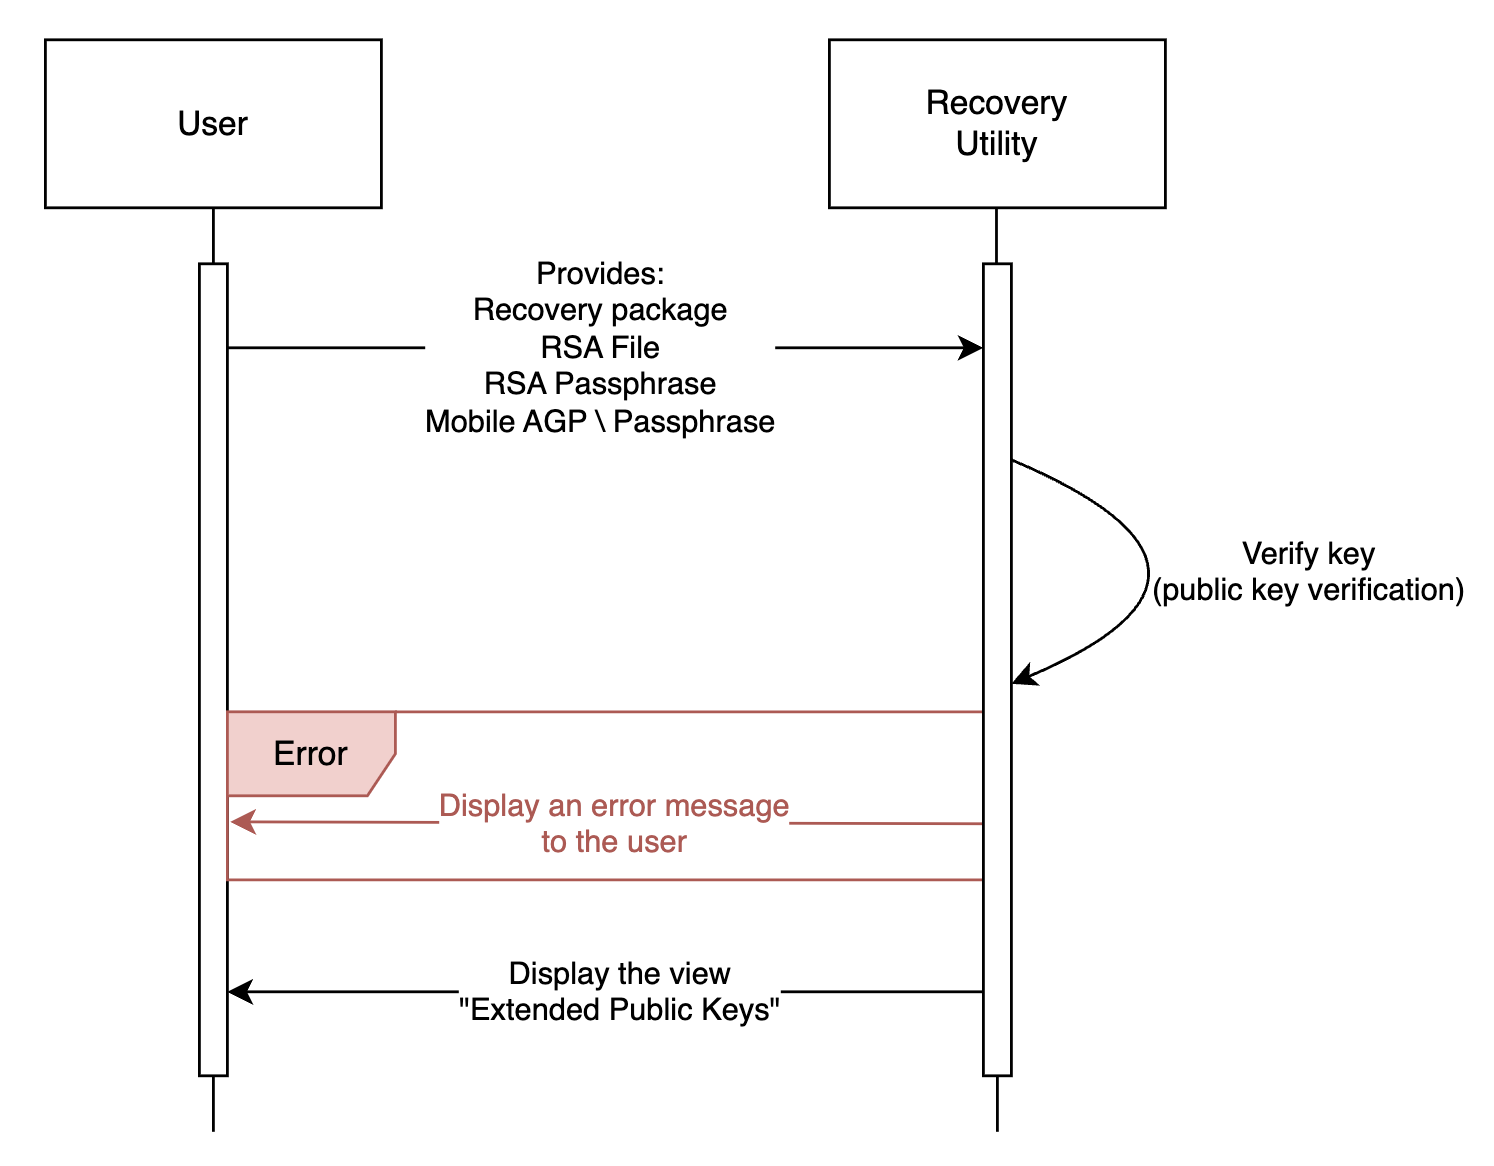 User
Recovery
Utility
Provides:
Recovery package
RSA File
RSA Passphrase
Mobile AGP \ Passphrase
Verify key
(public key verification)
Error
Display an error message
to the user
Display the view
"Extended Public Keys"